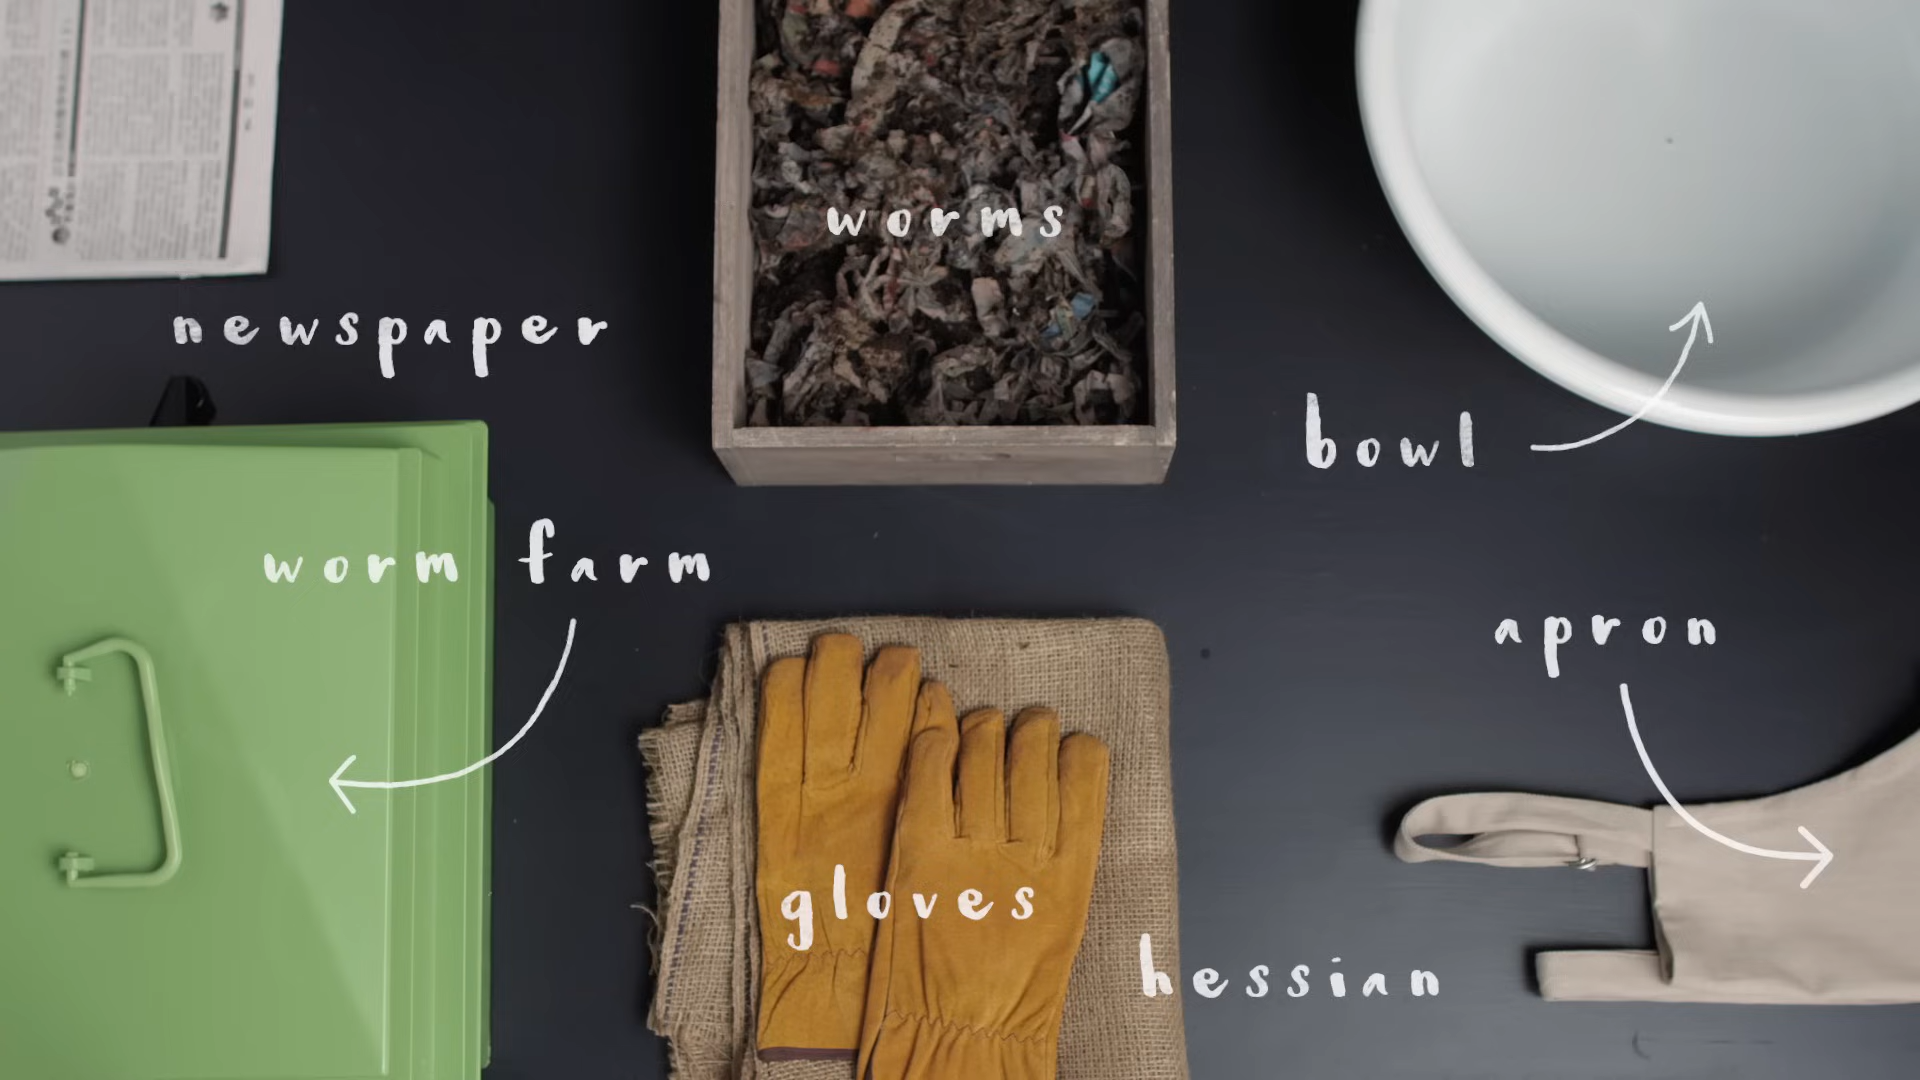 worms
newspaper
bowl
worm farm
apron
gloves
hessian